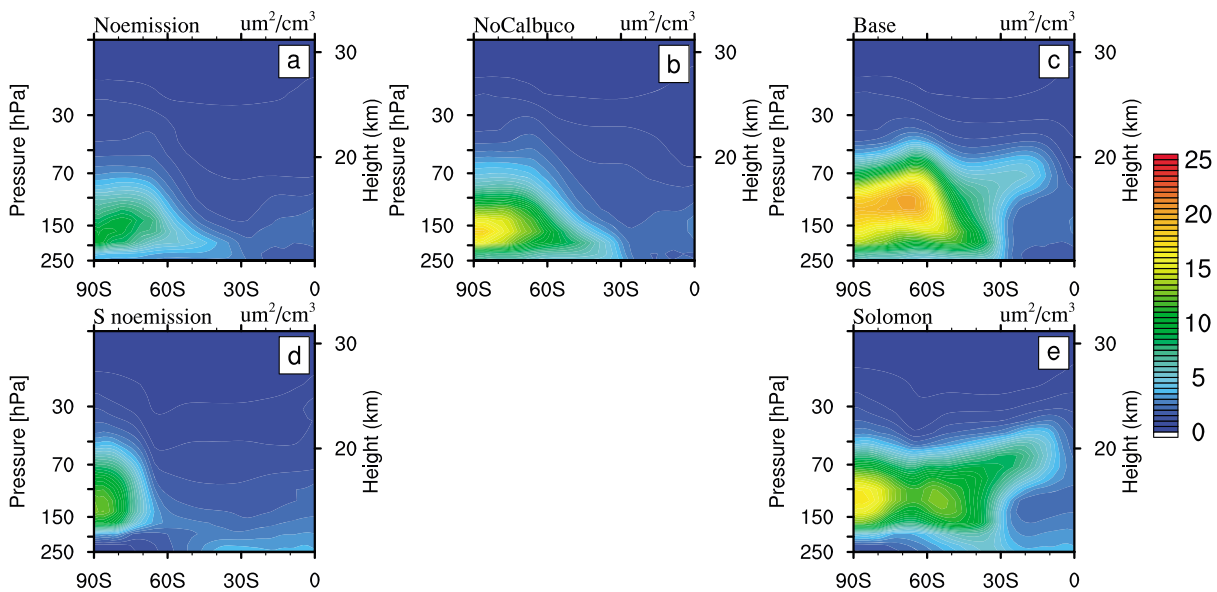 Noemission um²/cm³
a
Pressure [hPa]
30
70
150
250
Height (km)
30
20
90S 60S 30S 0
NoCalbuco um²/cm³
b
Pressure [hPa]
Height (km)
30
20
90S 60S 30S 0
Base um²/cm³
c
Pressure [hPa]
30
70
150
250
Height (km)
30
20
90S 60S 30S 0
25
20
15
10
5
0
S noemission um²/cm³
d
Pressure [hPa]
30
70
150
250
Height (km)
30
20
90S 60S 30S 0
Solomon um²/cm³
e
Pressure [hPa]
30
70
150
250
Height (km)
30
20
90S 60S 30S 0